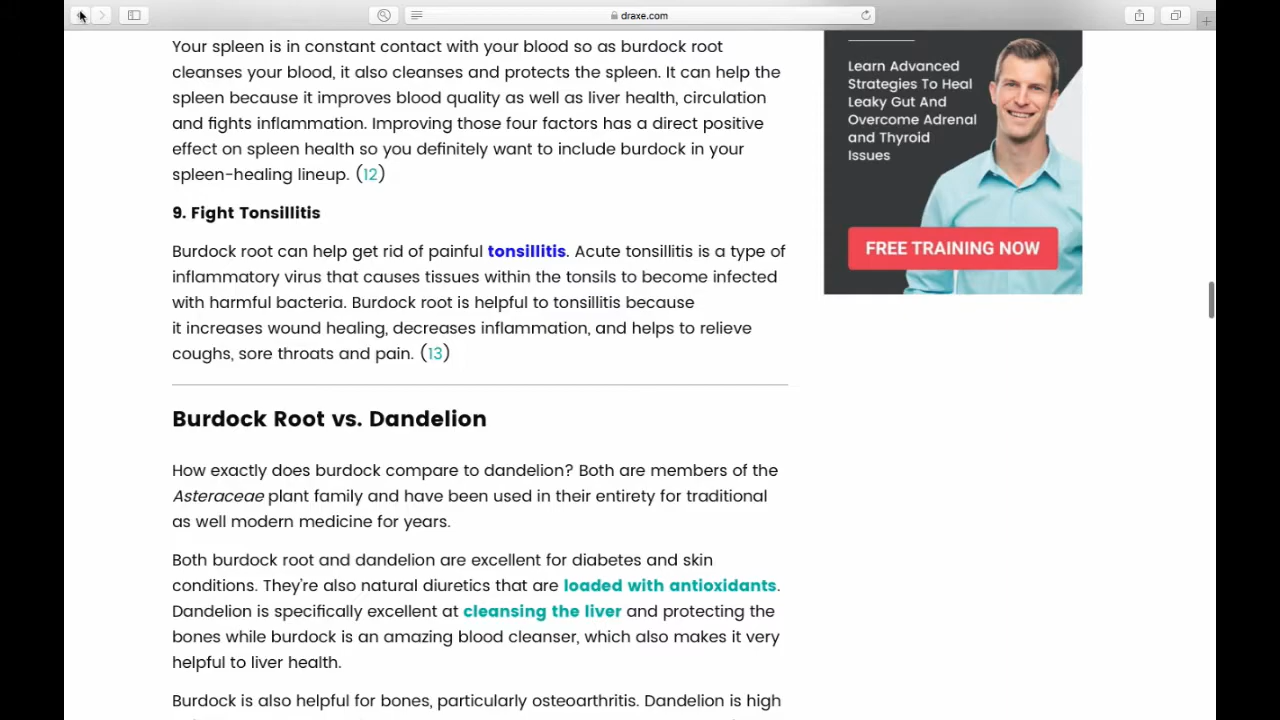 draxe.com
Your spleen is in constant contact with your blood so as burdock root
cleanses your blood, it also cleanses and protects the spleen. It can help the
spleen because it improves blood quality as well as liver health, circulation
and fights inflammation. Improving those four factors has a direct positive
effect on spleen health so you definitely want to include burdock in your
spleen-healing lineup. (12)
9. Fight Tonsillitis
Burdock root can help get rid of painful tonsillitis. Acute tonsillitis is a type of
inflammatory virus that causes tissues within the tonsils to become infected
with harmful bacteria. Burdock root is helpful to tonsillitis because
it increases wound healing, decreases inflammation, and helps to relieve
coughs, sore throats and pain. (13)
Burdock Root vs. Dandelion
How exactly does burdock compare to dandelion? Both are members of the
Asteraceae plant family and have been used in their entirety for traditional
as well modern medicine for years.
Both burdock root and dandelion are excellent for diabetes and skin
conditions. They're also natural diuretics that are loaded with antioxidants.
Dandelion is specifically excellent at cleansing the liver and protecting the
bones while burdock is an amazing blood cleanser, which also makes it very
helpful to liver health.
Burdock is also helpful for bones, particularly osteoarthritis. Dandelion is high
Learn Advanced
Strategies To Heal
Leaky Gut And
Overcome Adrenal
and Thyroid
Issues
FREE TRAINING NOW